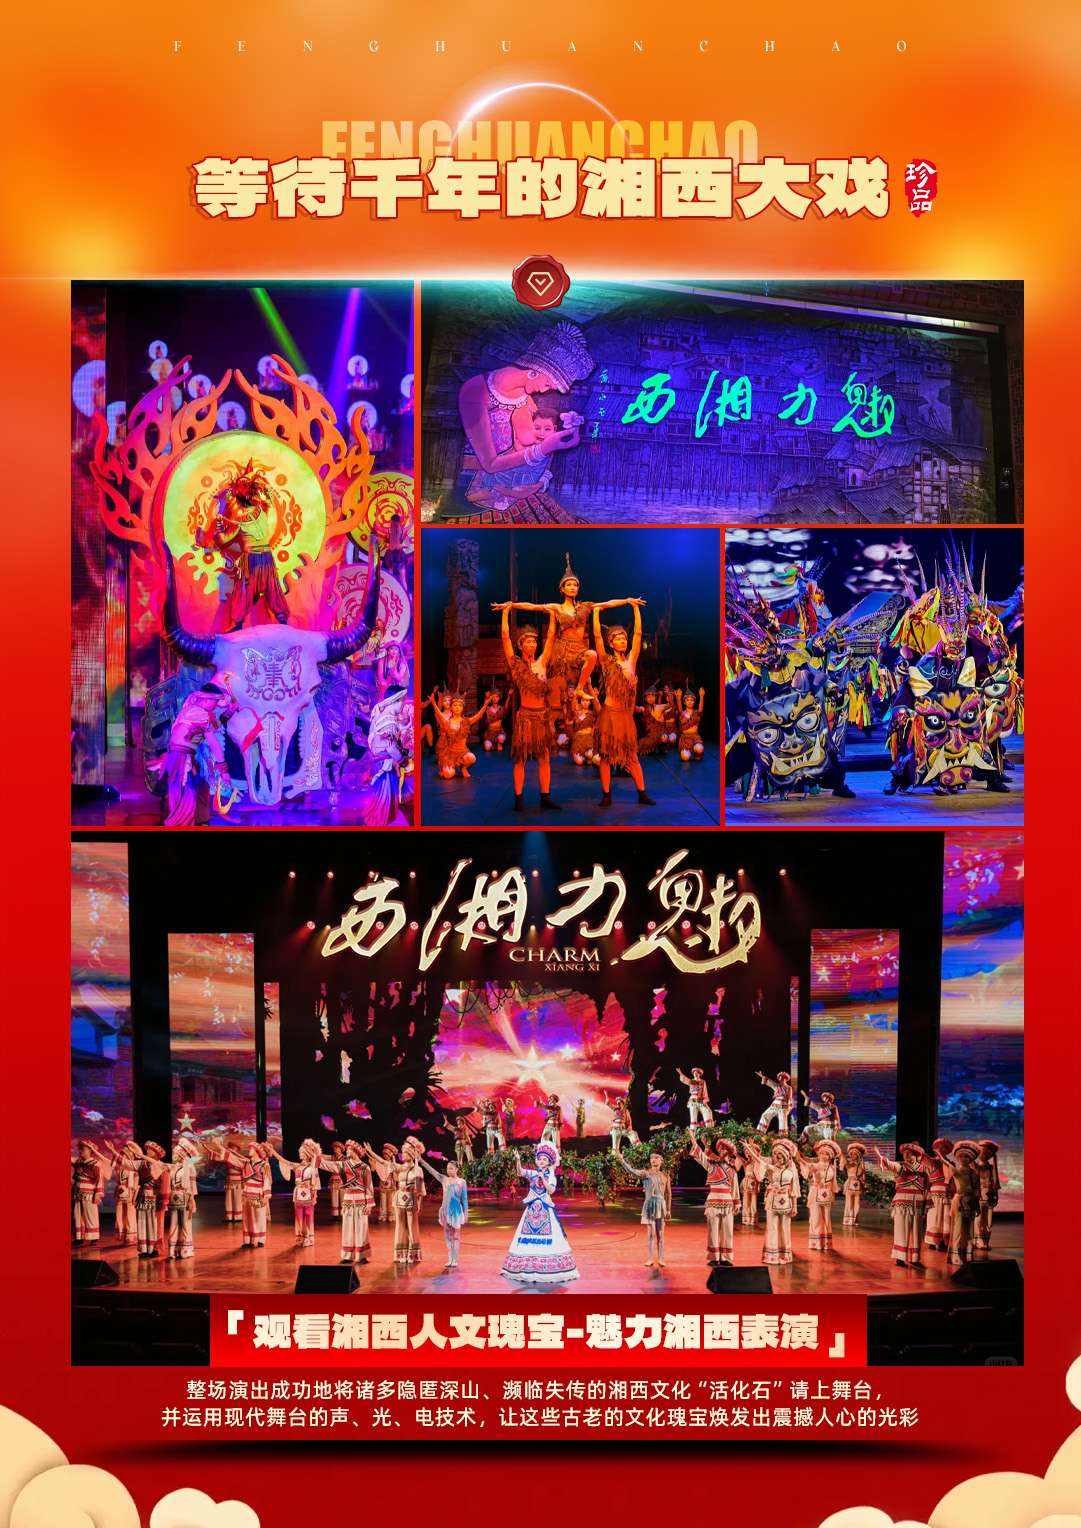 FENGHUANCHAO
FENGHUANCHAO
等待千年的湘西大戏
珍品
西湘力魅
西湘力魅
CHARM
XIANG XI
「观看湘西人文瑰宝-魅力湘西表演」
整场演出成功地将诸多隐匿深山、濒临失传的湘西文化“活化石”请上舞台，
并运用现代舞台的声、光、电技术，让这些古老的文化瑰宝焕发出震撼人心的光彩